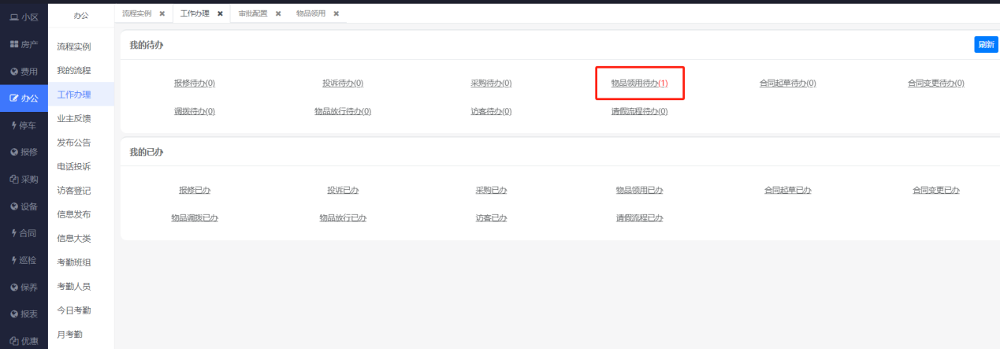 小区
房产
费用
办公
停车
报修
采购
设备
合同
巡检
保养
报表
优惠
办公
流程实例
我的流程
工作办理
业主反馈
发布公告
电话投诉
访客登记
信息发布
信息大类
考勤班组
考勤人员
今日考勤
月考勤
流程实例 工作办理 审批配置 物品领用
我的待办 刷新
报修待办(0) 投诉待办(0) 采购待办(0) 物品领用待办(1) 合同起草待办(0) 合同变更待办(0)
调拨待办(0) 物品放行待办(0) 访客待办(0) 请假流程待办(0)
我的已办
报修已办 投诉已办 采购已办 物品领用已办 合同起草已办 合同变更已办
物品调拨已办 物品放行已办 访客已办 请假流程已办